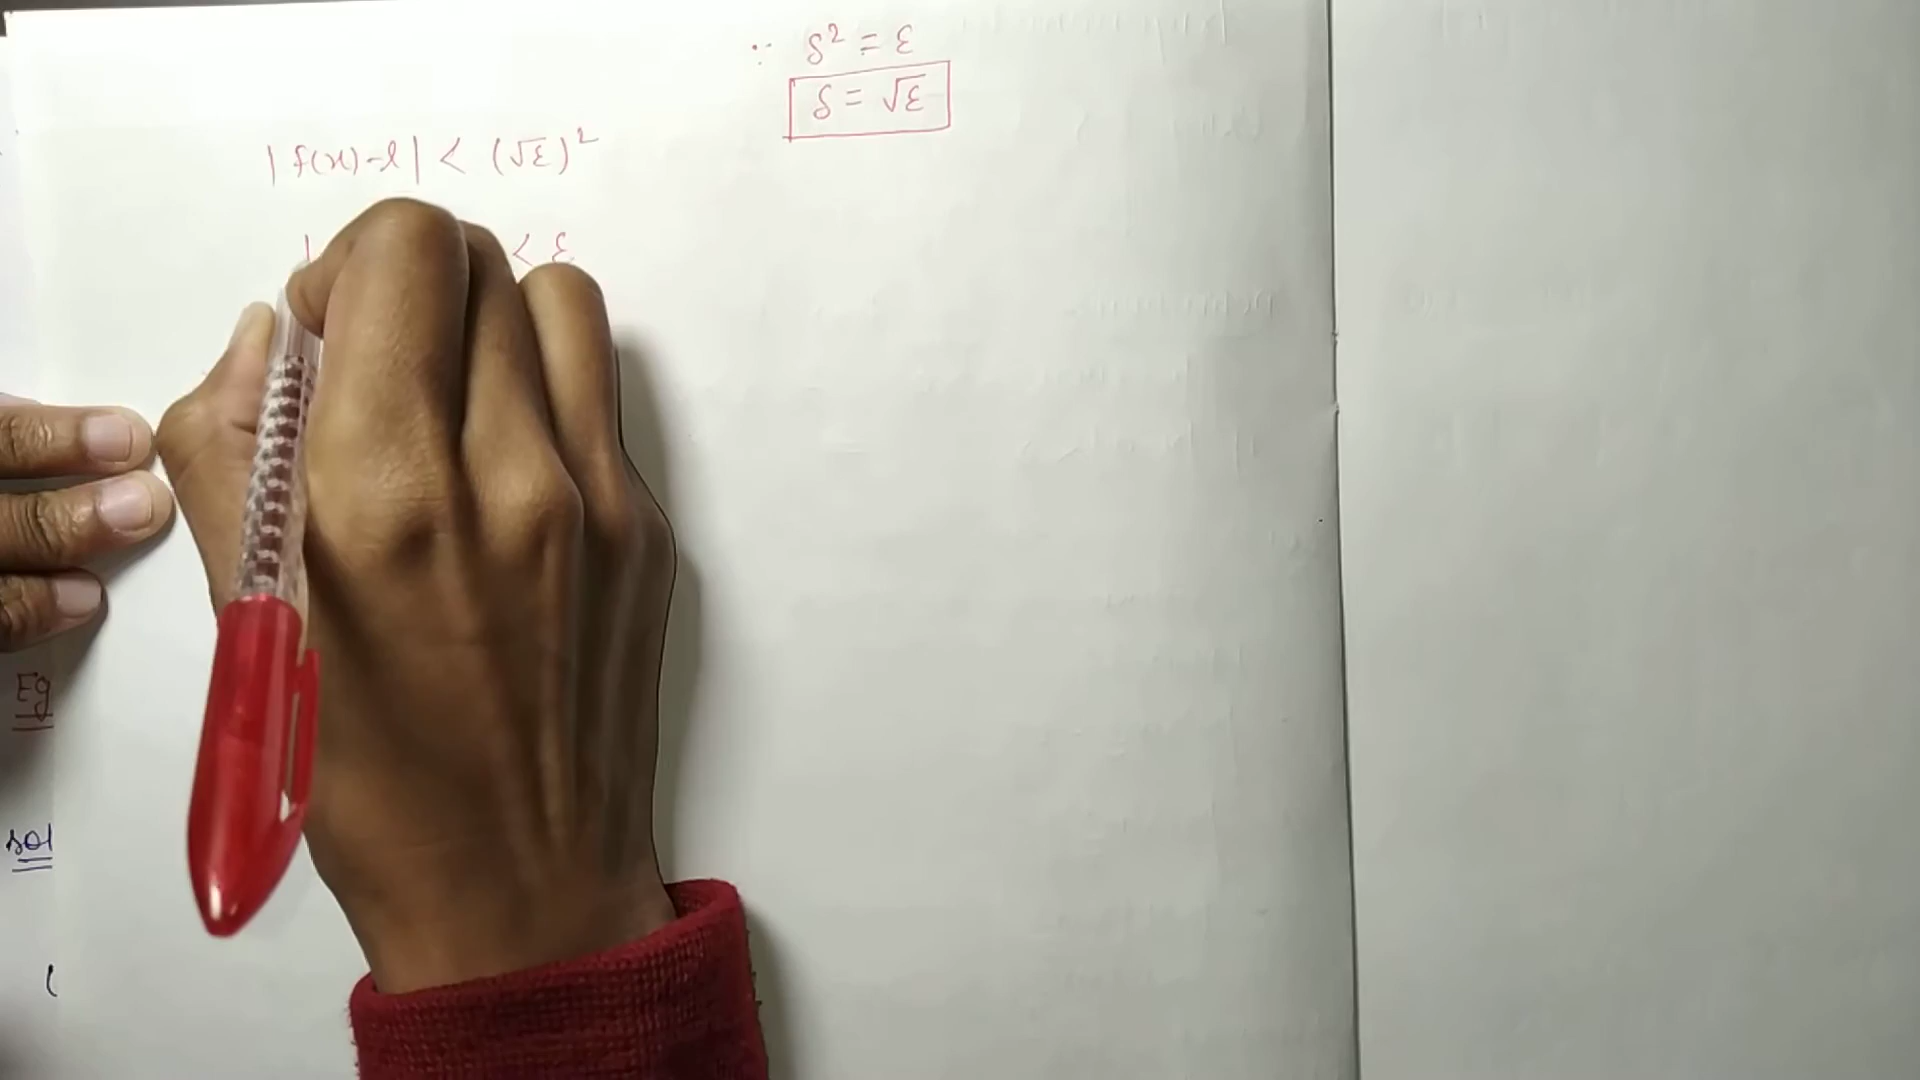 ∵ δ² = ε
δ = √ε
| f(x) - l | < (√ε)²
| < ε
Eg
sol
(